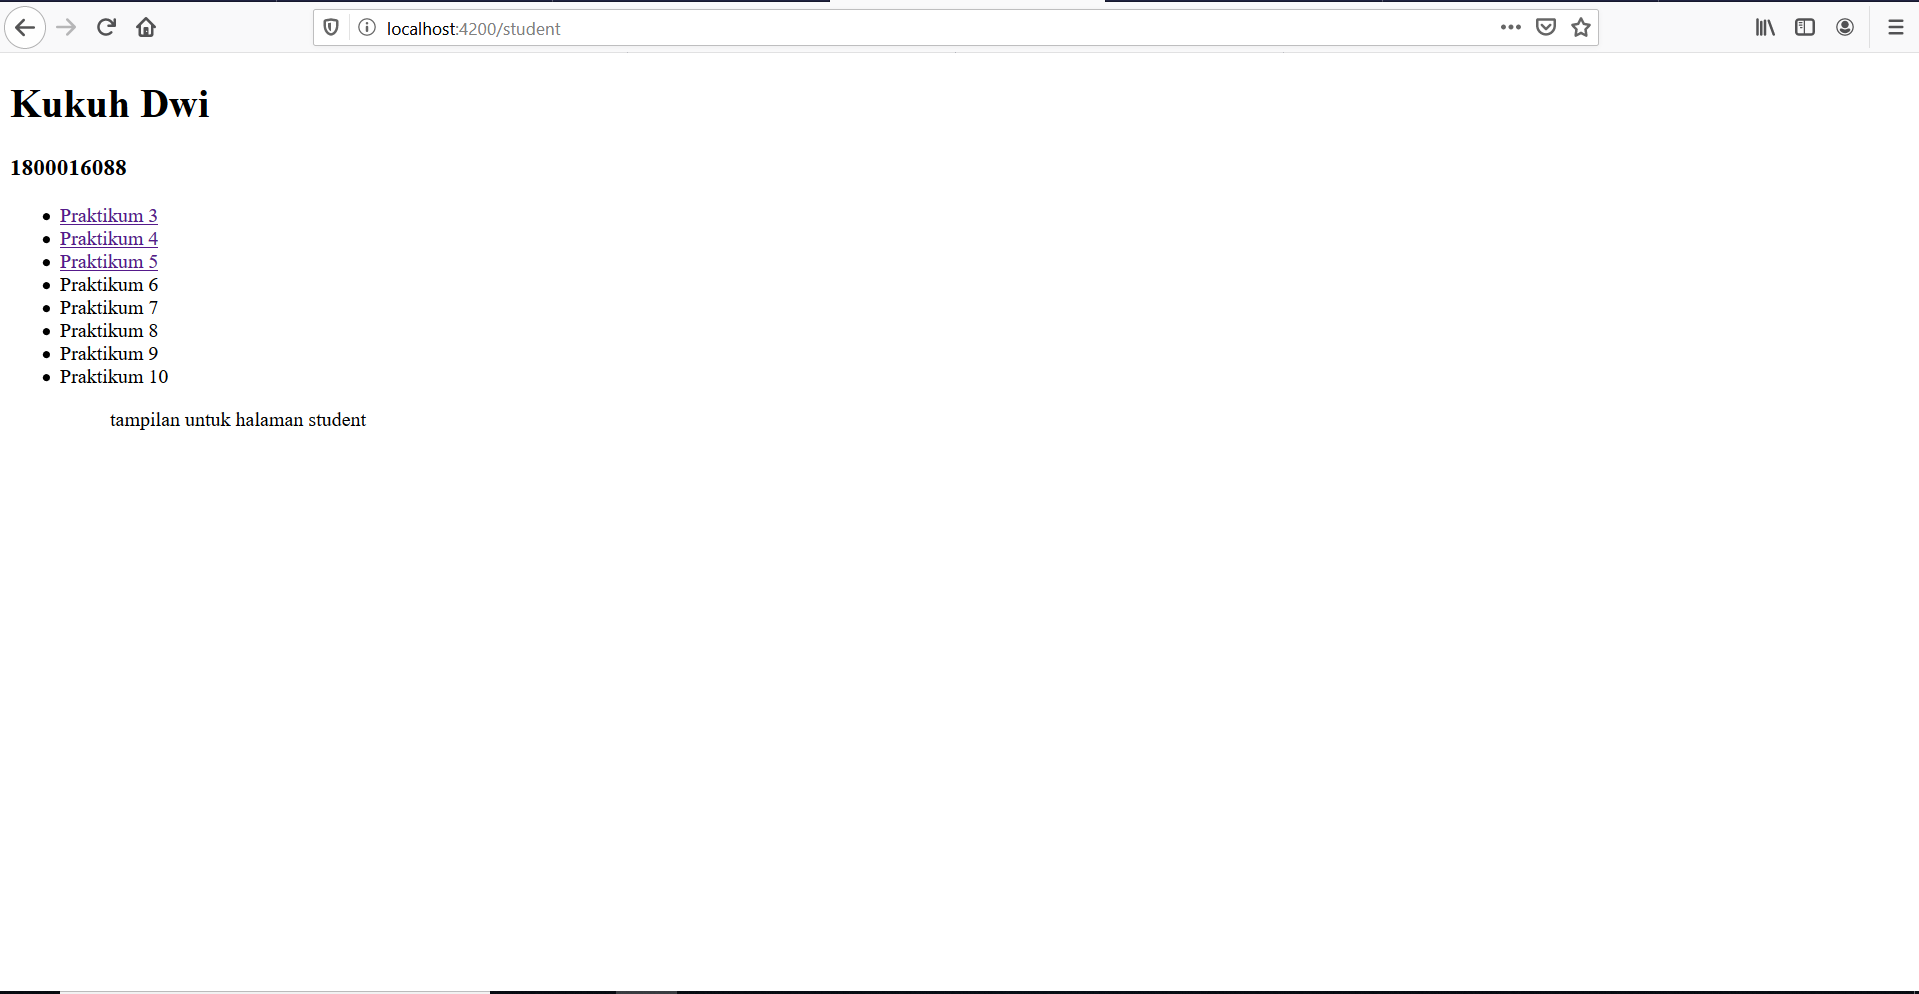 localhost:4200/student
Kukuh Dwi
1800016088
Praktikum 3
Praktikum 4
Praktikum 5
Praktikum 6
Praktikum 7
Praktikum 8
Praktikum 9
Praktikum 10
tampilan untuk halaman student